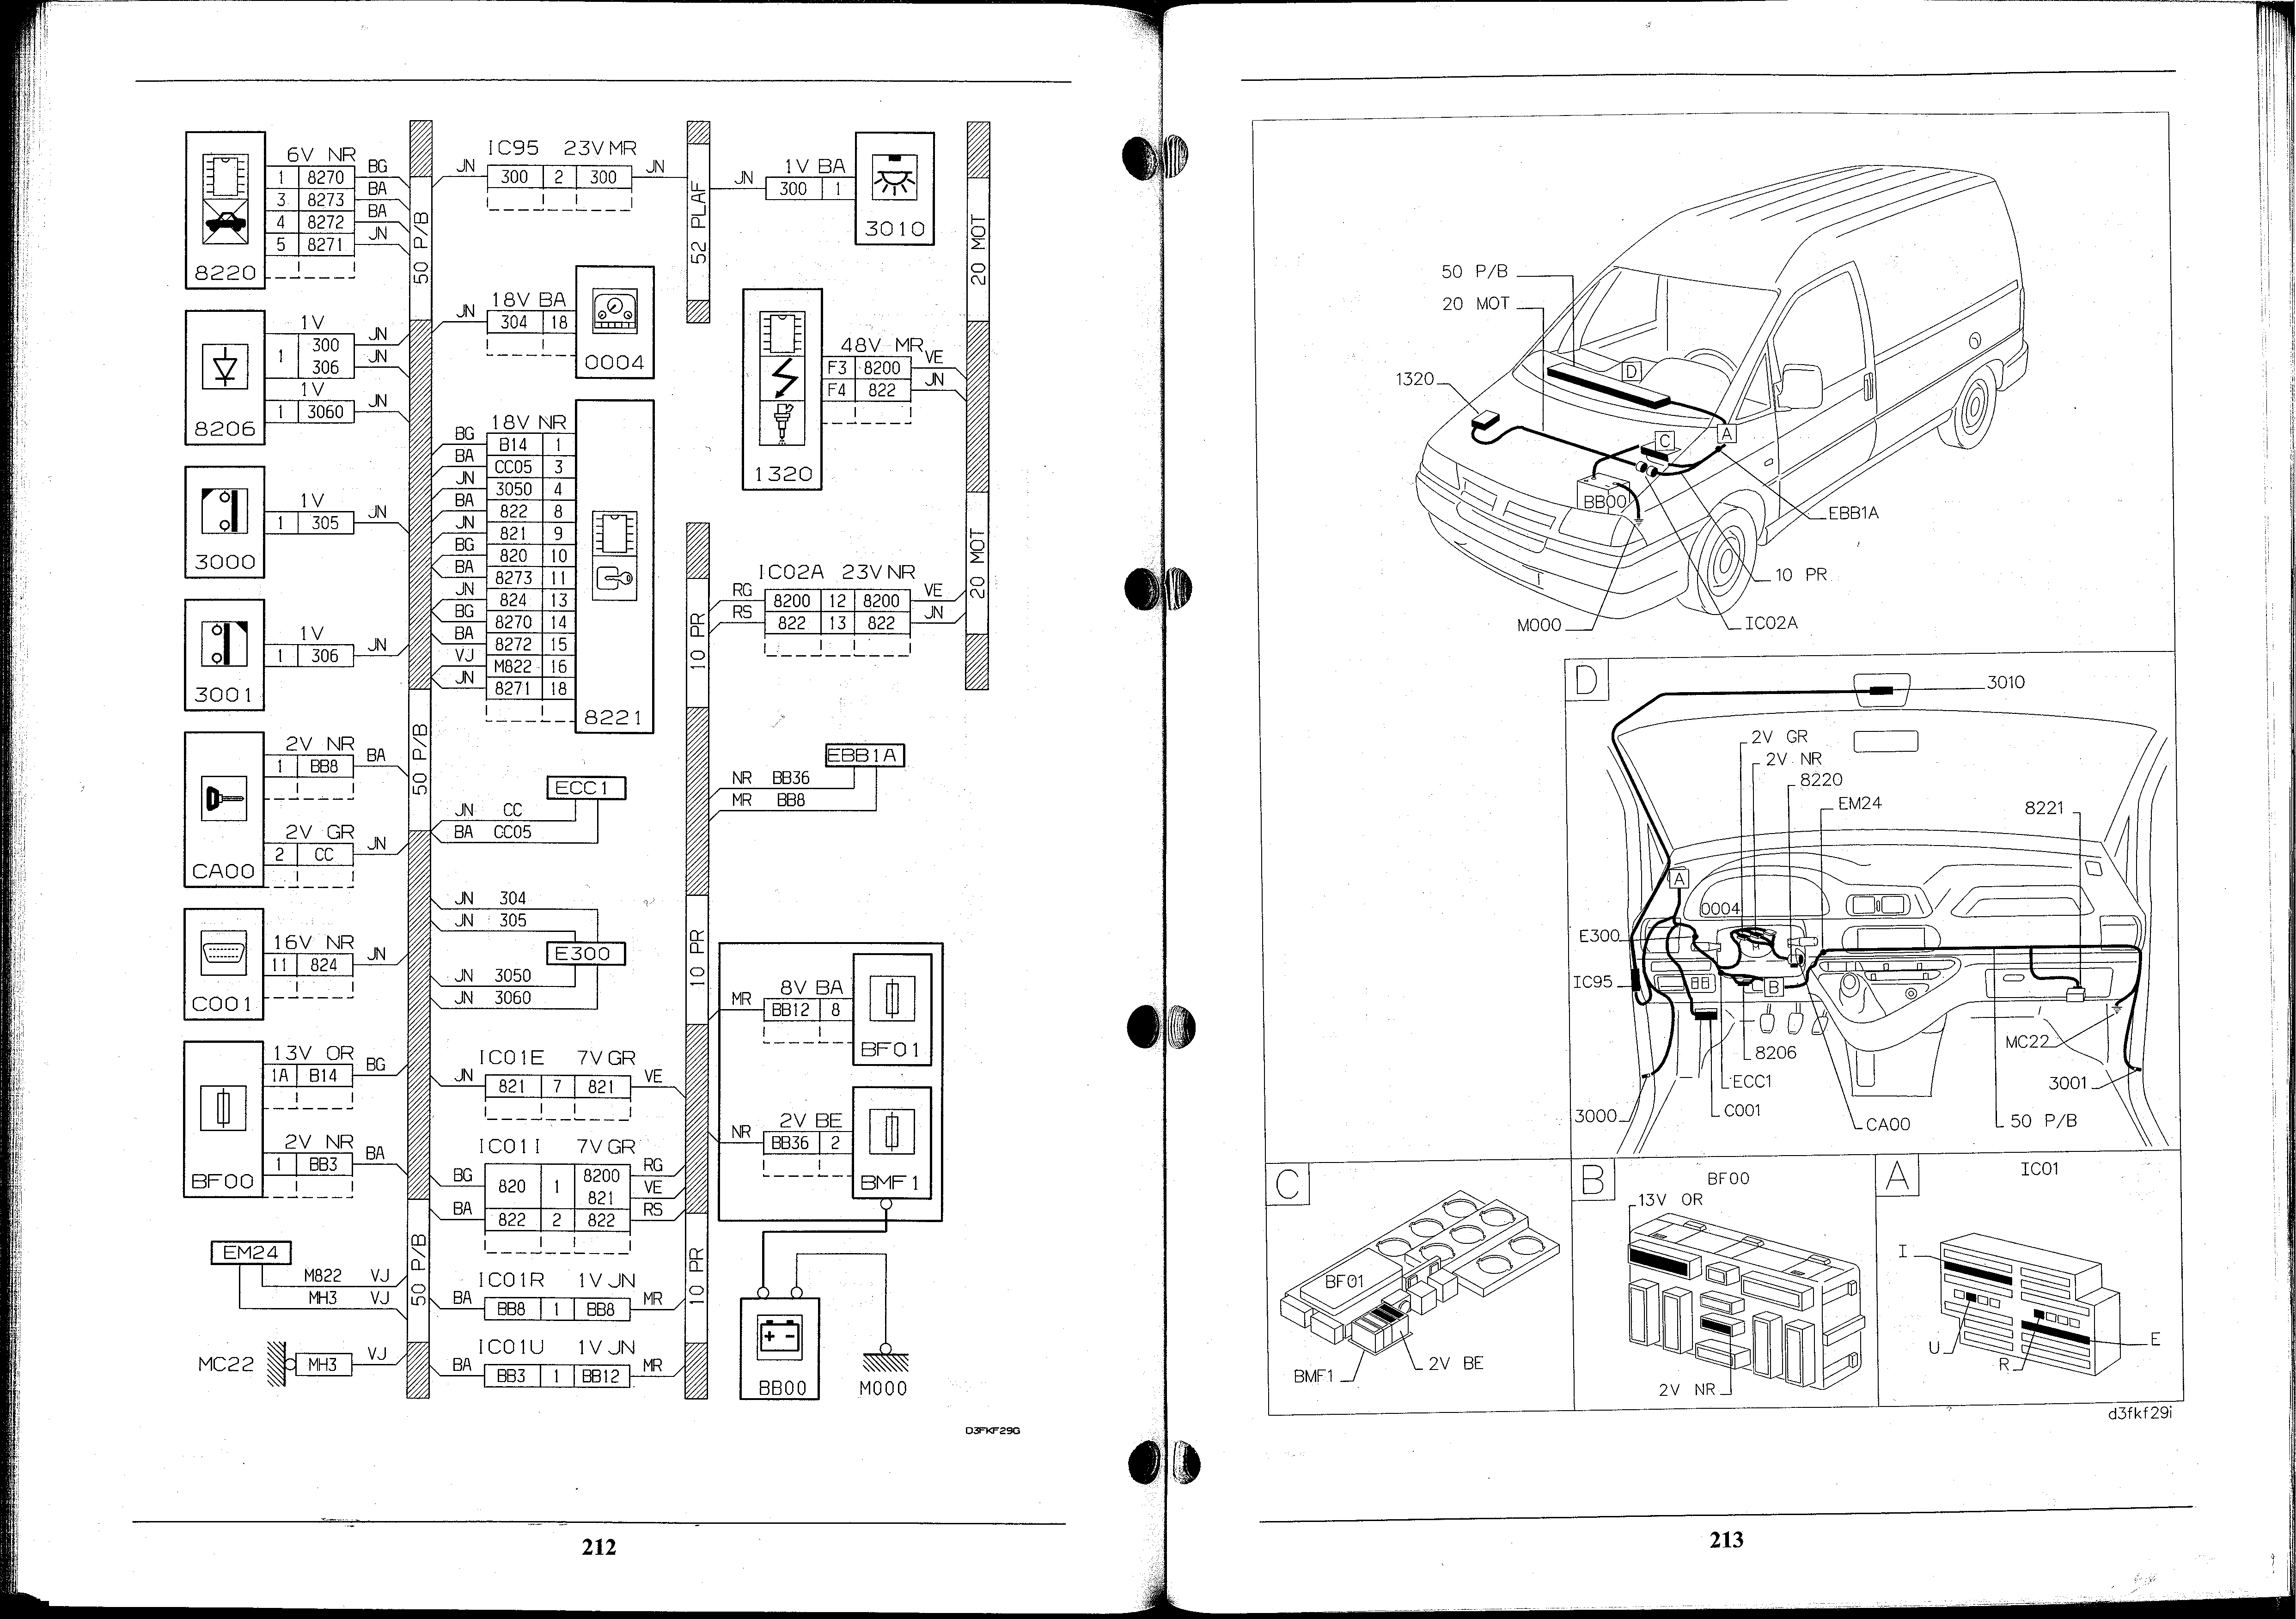 6V NR
1 8270 BG
3 8273 BA
4 8272 BA
5 8271 JN
8220
1V
1 300 JN
306 JN
1V
1 3060 JN
8206
1V
1 305 JN
3000
1V
1 306 JN
3001
2V NR
1 BB8 BA
2V GR
2 CC JN
CA00
16V NR
11 824 JN
C001
13V OR
1A B14 BG
2V NR
1 BB3 BA
BF00
EM24
M822 VJ
MH3 VJ
MC22 MH3 VJ
50 P/B
50 P/B
50 P/B
IC95 23V MR
JN 300 2 300 JN
18V BA
JN 304 18
0004
18V NR
BG B14 1
BA CC05 3
JN 3050 4
BA 822 8
JN 821 9
BG 820 10
BA 8273 11
JN 824 13
BG 8270 14
BA 8272 15
VJ M822 16
JN 8271 18
8221
ECC1
JN CC
BA CC05
JN 304
JN 305
E300
JN 3050
JN 3060
IC01E 7V GR
JN 821 7 821 VE
IC01I 7V GR
BG 820 1 8200 RG
821 VE
BA 822 2 822 RS
IC01R 1V JN
BA BB8 1 BB8 MR
IC01U 1V JN
BA BB3 1 BB12 MR
52 PLAF
10 PR
10 PR
10 PR
1V BA
JN 300 1
3010
48V MR
F3 8200 VE
F4 822 JN
1320
IC02A 23V NR
RG 8200 12 8200 VE
RS 822 13 822 JN
20 MOT
20 MOT
EBB1A
NR BB36
MR BB8
8V BA
MR BB12 8
BF01
2V BE
NR BB36 2
BMF1
+ -
BB00
M000
D3FKF29G
212
50 P/B
20 MOT
1320
D
C
A
BB00
EBB1A
10 PR
IC02A
M000
D
3010
2V GR
2V NR
8220
EM24
8221
A
0004
E300
IC95
B
MC22
8206
3001
ECC1
C001
3000
CA00
50 P/B
C
BF01
BMF1
2V BE
B
BF00
13V OR
2V NR
A
IC01
I
U
R
E
d3fkf29i
213